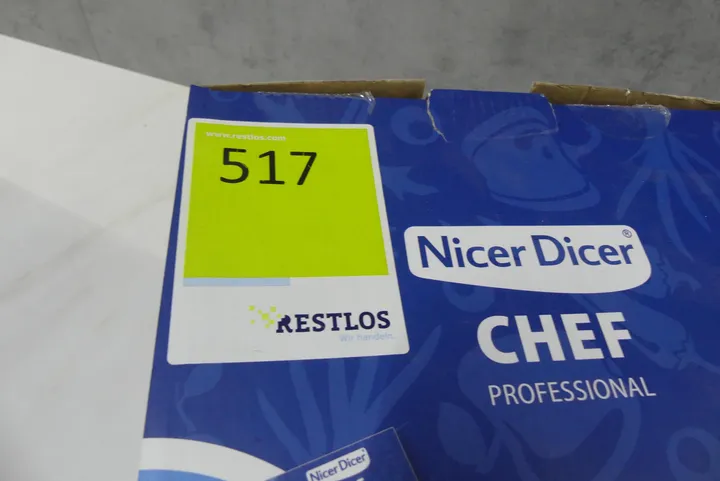 www.restlos.com
517
RESTLOS
Wir handeln.
Nicer Dicer®
CHEF
PROFESSIONAL
Nicer Dicer